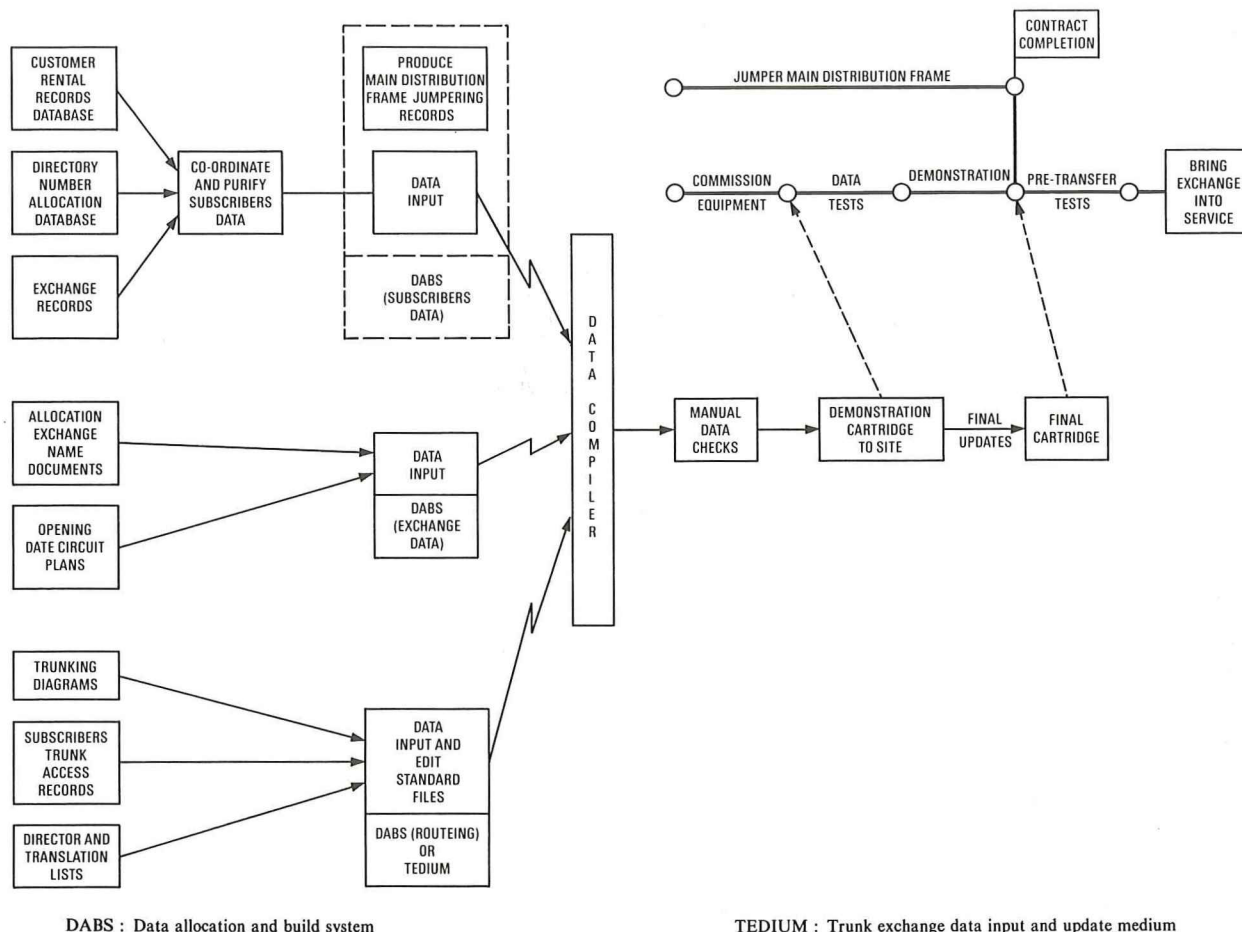 CUSTOMER
RENTAL
RECORDS
DATABASE
DIRECTORY
NUMBER
ALLOCATION
DATABASE
EXCHANGE
RECORDS
CO-ORDINATE
AND PURIFY
SUBSCRIBERS
DATA
PRODUCE
MAIN DISTRIBUTION
FRAME JUMPERING
RECORDS
DATA
INPUT
DABS
(SUBSCRIBERS
DATA)
ALLOCATION
EXCHANGE
NAME
DOCUMENTS
OPENING
DATE CIRCUIT
PLANS
DATA
INPUT
DABS
(EXCHANGE
DATA)
TRUNKING
DIAGRAMS
SUBSCRIBERS
TRUNK
ACCESS
RECORDS
DIRECTOR AND
TRANSLATION
LISTS
DATA
INPUT AND
EDIT
STANDARD
FILES
DABS (ROUTEING)
OR
TEDIUM
DATA COMPILER
CONTRACT
COMPLETION
JUMPER MAIN DISTRIBUTION FRAME
COMMISSION
EQUIPMENT
DATA
TESTS
DEMONSTRATION
PRE-TRANSFER
TESTS
BRING
EXCHANGE
INTO
SERVICE
MANUAL
DATA
CHECKS
DEMONSTRATION
CARTRIDGE
TO SITE
FINAL
UPDATES
FINAL
CARTRIDGE
DABS : Data allocation and build system
TEDIUM : Trunk exchange data input and update medium